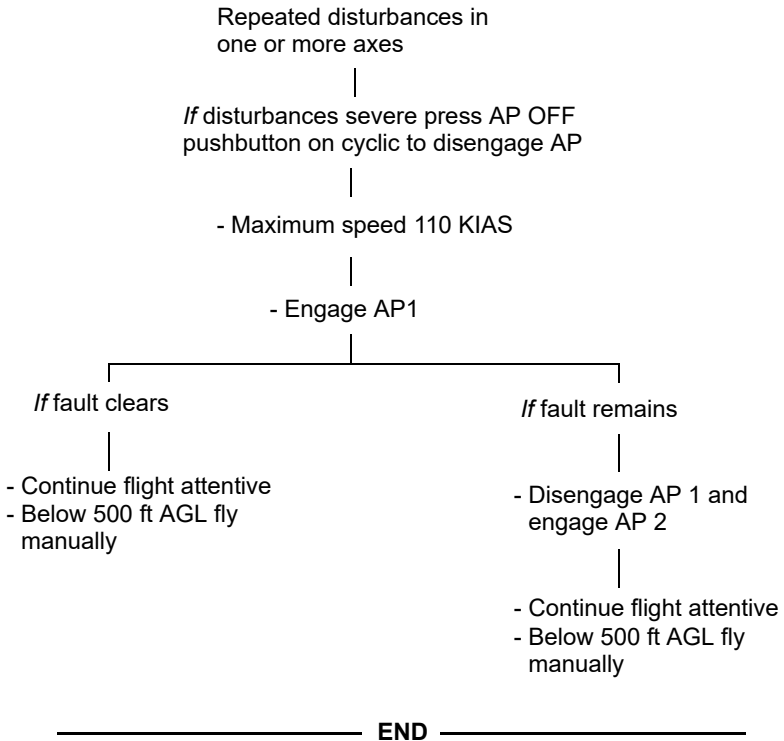 Repeated disturbances in
one or more axes
If disturbances severe press AP OFF
pushbutton on cyclic to disengage AP
- Maximum speed 110 KIAS
- Engage AP1
If fault clears
- Continue flight attentive
- Below 500 ft AGL fly
manually
If fault remains
- Disengage AP 1 and
engage AP 2
- Continue flight attentive
- Below 500 ft AGL fly
manually
END